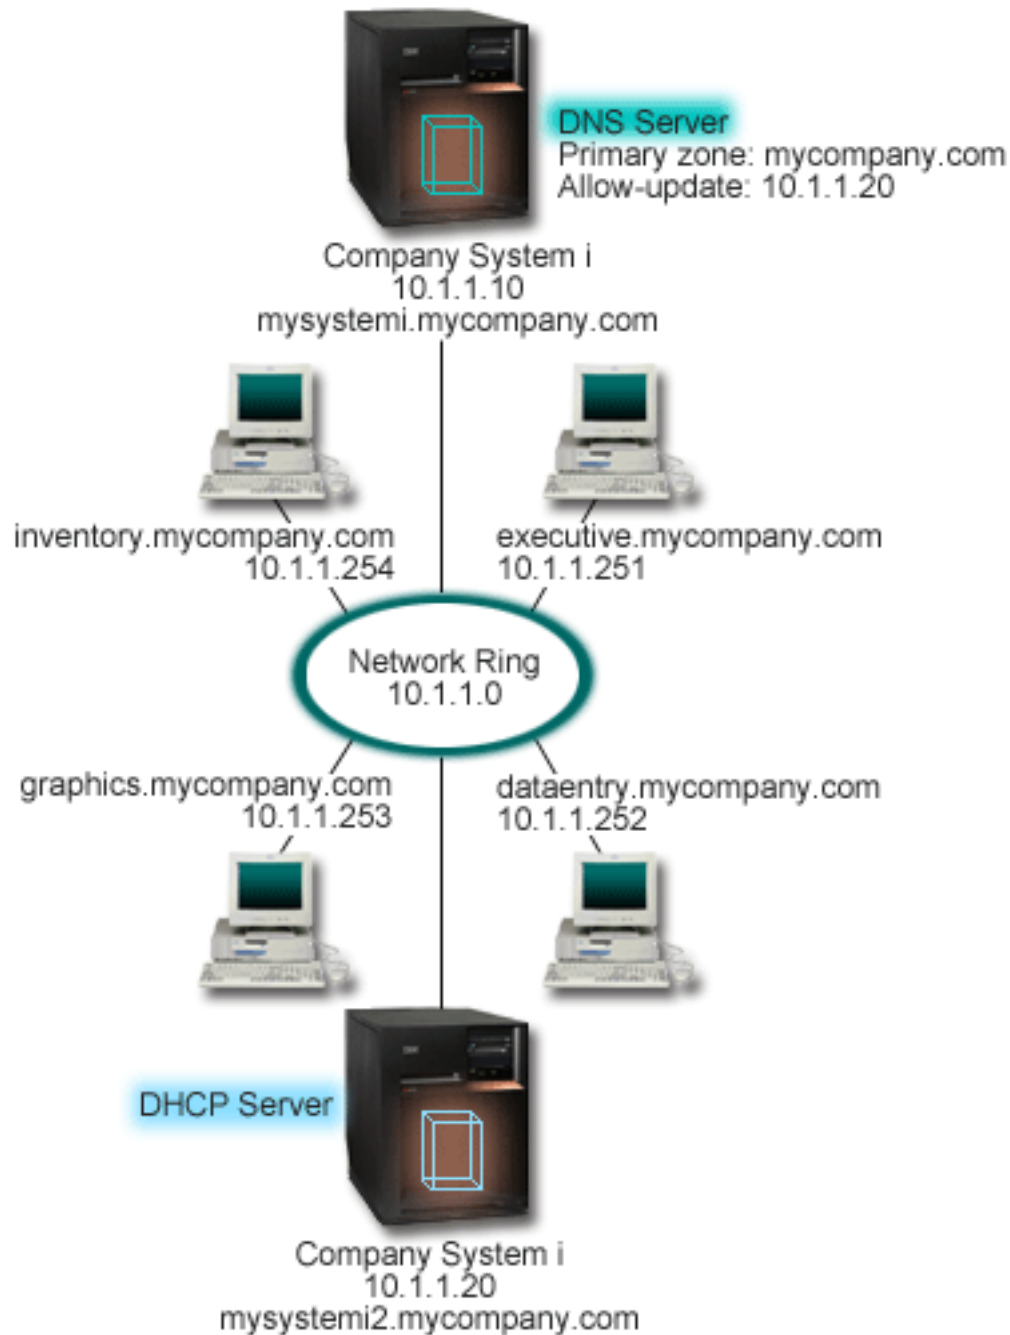 DNS Server
Primary zone: mycompany.com
Allow-update: 10.1.1.20
Company System i
10.1.1.10
mysystemi.mycompany.com
inventory.mycompany.com
10.1.1.254
executive.mycompany.com
10.1.1.251
Network Ring
10.1.1.0
graphics.mycompany.com
10.1.1.253
dataentry.mycompany.com
10.1.1.252
DHCP Server
Company System i
10.1.1.20
mysystemi2.mycompany.com